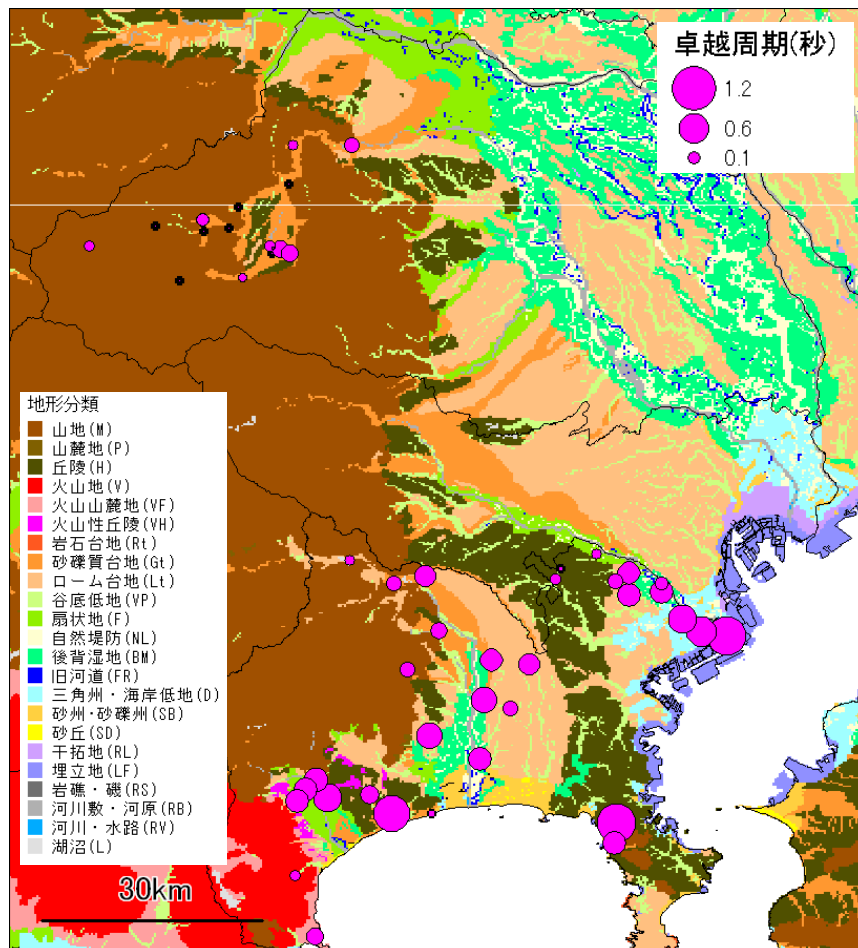 卓越周期(秒)
1.2
0.6
0.1
地形分類
山地(M)
山麓地(P)
丘陵(H)
火山地(V)
火山山麓地(VF)
火山性丘陵(VH)
岩石台地(Rt)
砂礫質台地(Gt)
ローム台地(Lt)
谷底低地(VP)
扇状地(F)
自然堤防(NL)
後背湿地(BM)
旧河道(FR)
三角州・海岸低地(D)
砂州・砂礫州(SB)
砂丘(SD)
干拓地(RL)
埋立地(LF)
岩礁・磯(RS)
河川敷・河原(RB)
河川・水路(RV)
湖沼(L)
30km